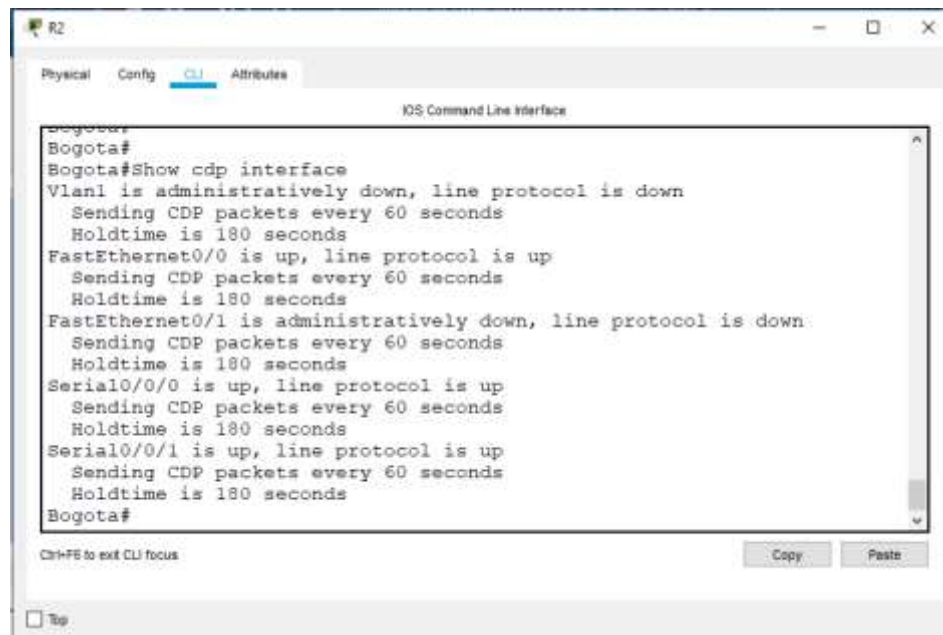 R2
Physical Config CLI Attributes
IOS Command Line Interface
Bogota#
Bogota#
Bogota#Show cdp interface
Vlan1 is administratively down, line protocol is down
Sending CDP packets every 60 seconds
Holdtime is 180 seconds
FastEthernet0/0 is up, line protocol is up
Sending CDP packets every 60 seconds
Holdtime is 180 seconds
FastEthernet0/1 is administratively down, line protocol is down
Sending CDP packets every 60 seconds
Holdtime is 180 seconds
Serial0/0/0 is up, line protocol is up
Sending CDP packets every 60 seconds
Holdtime is 180 seconds
Serial0/0/1 is up, line protocol is up
Sending CDP packets every 60 seconds
Holdtime is 180 seconds
Bogota#
Ctrl+F6 to exit CLI focus
Copy Paste
Top